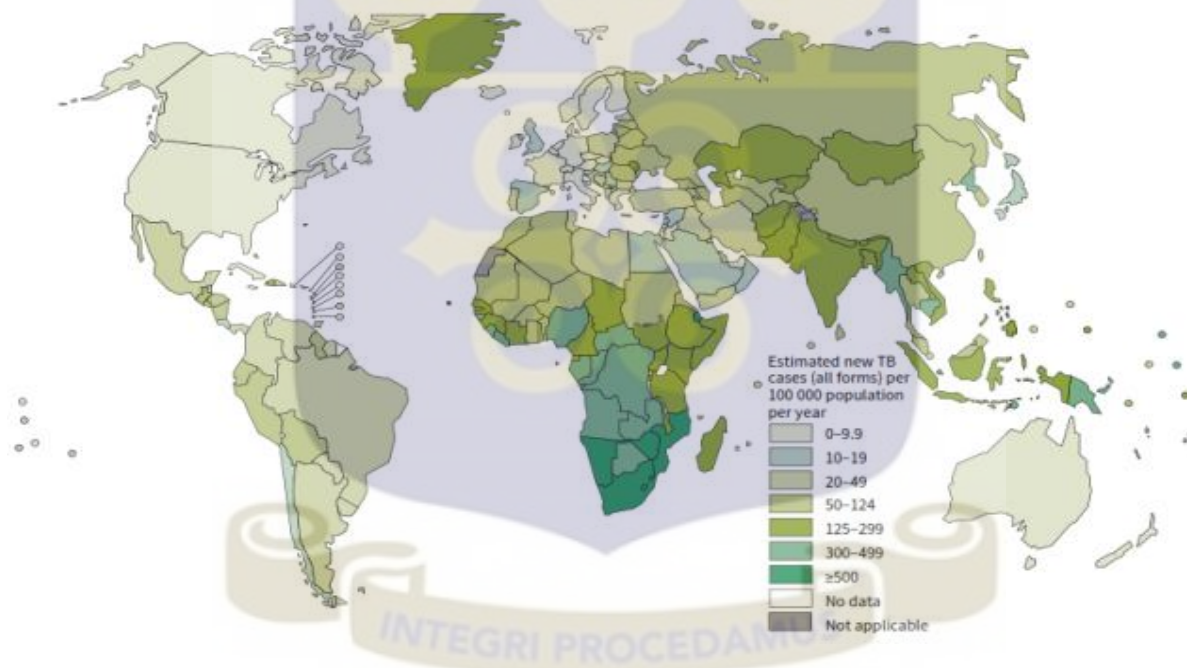 Estimated new TB
cases (all forms) per
100 000 population
per year
0–9.9
10–19
20–49
50–124
125–299
300–499
≥500
No data
Not applicable
INTEGRI PROCEDAMUS